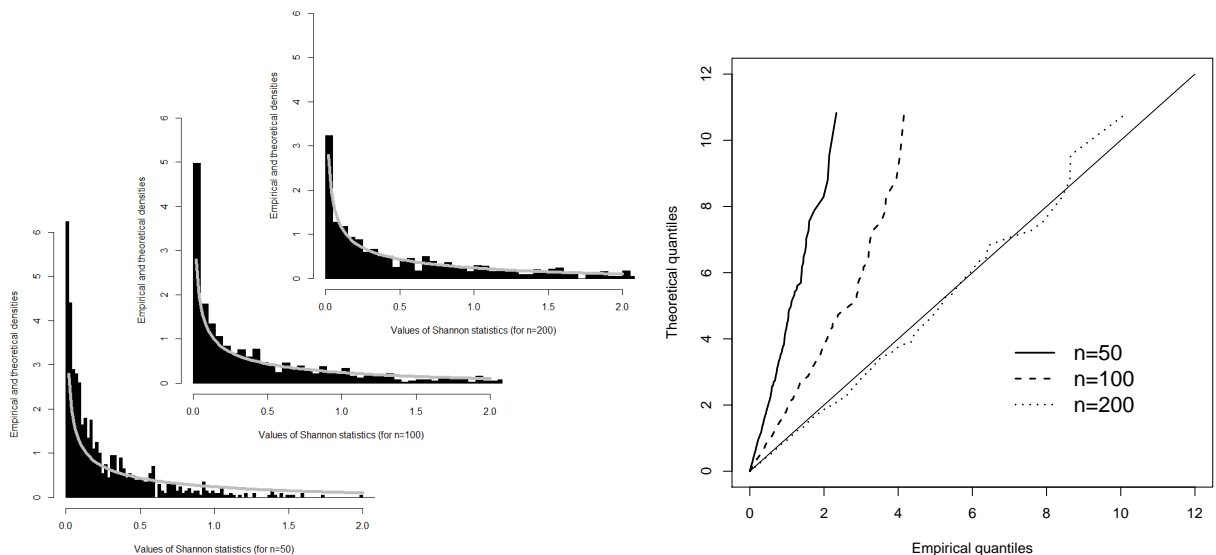 6
5
4
3
2
1
0
Empirical and theoretical densities
0.0 0.5 1.0 1.5 2.0
Values of Shannon statistics (for n=200)
6
5
4
3
2
1
0
Empirical and theoretical densities
0.0 0.5 1.0 1.5 2.0
Values of Shannon statistics (for n=100)
6
5
4
3
2
1
0
Empirical and theoretical densities
0.0 0.5 1.0 1.5 2.0
Values of Shannon statistics (for n=50)
12
10
8
6
4
2
0
Theoretical quantiles
n=50
n=100
n=200
0 2 4 6 8 10 12
Empirical quantiles